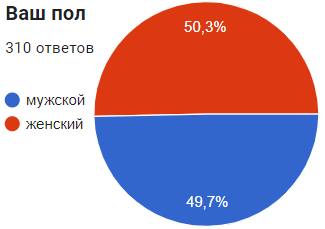 Ваш пол
310 ответов
50,3%
мужской
женский
49,7%